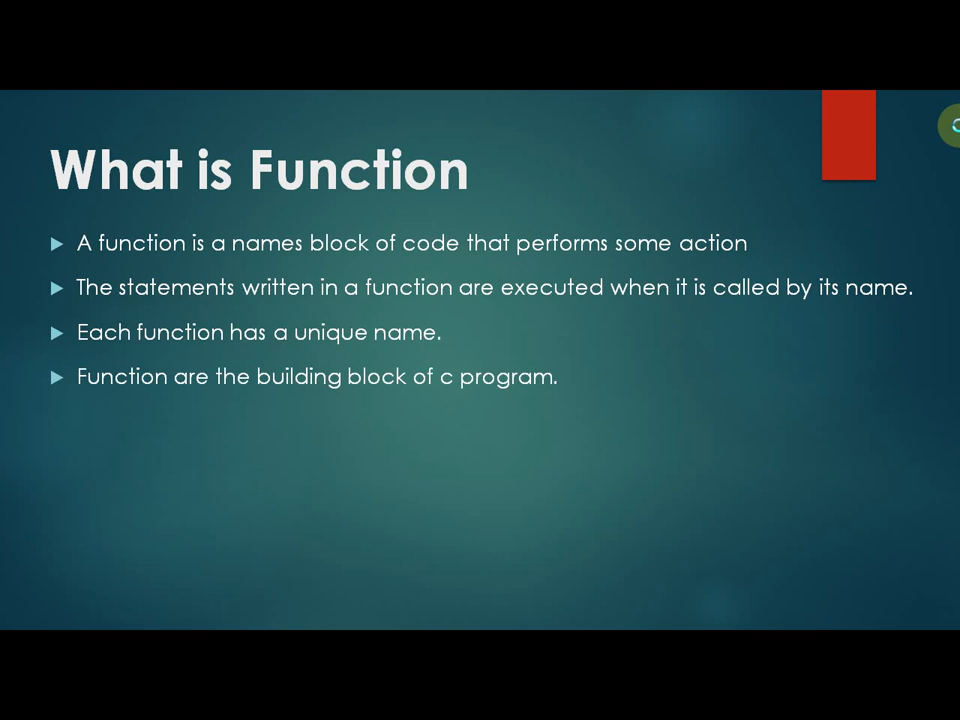 What is Function
A function is a names block of code that performs some action
The statements written in a function are executed when it is called by its name.
Each function has a unique name.
Function are the building block of c program.